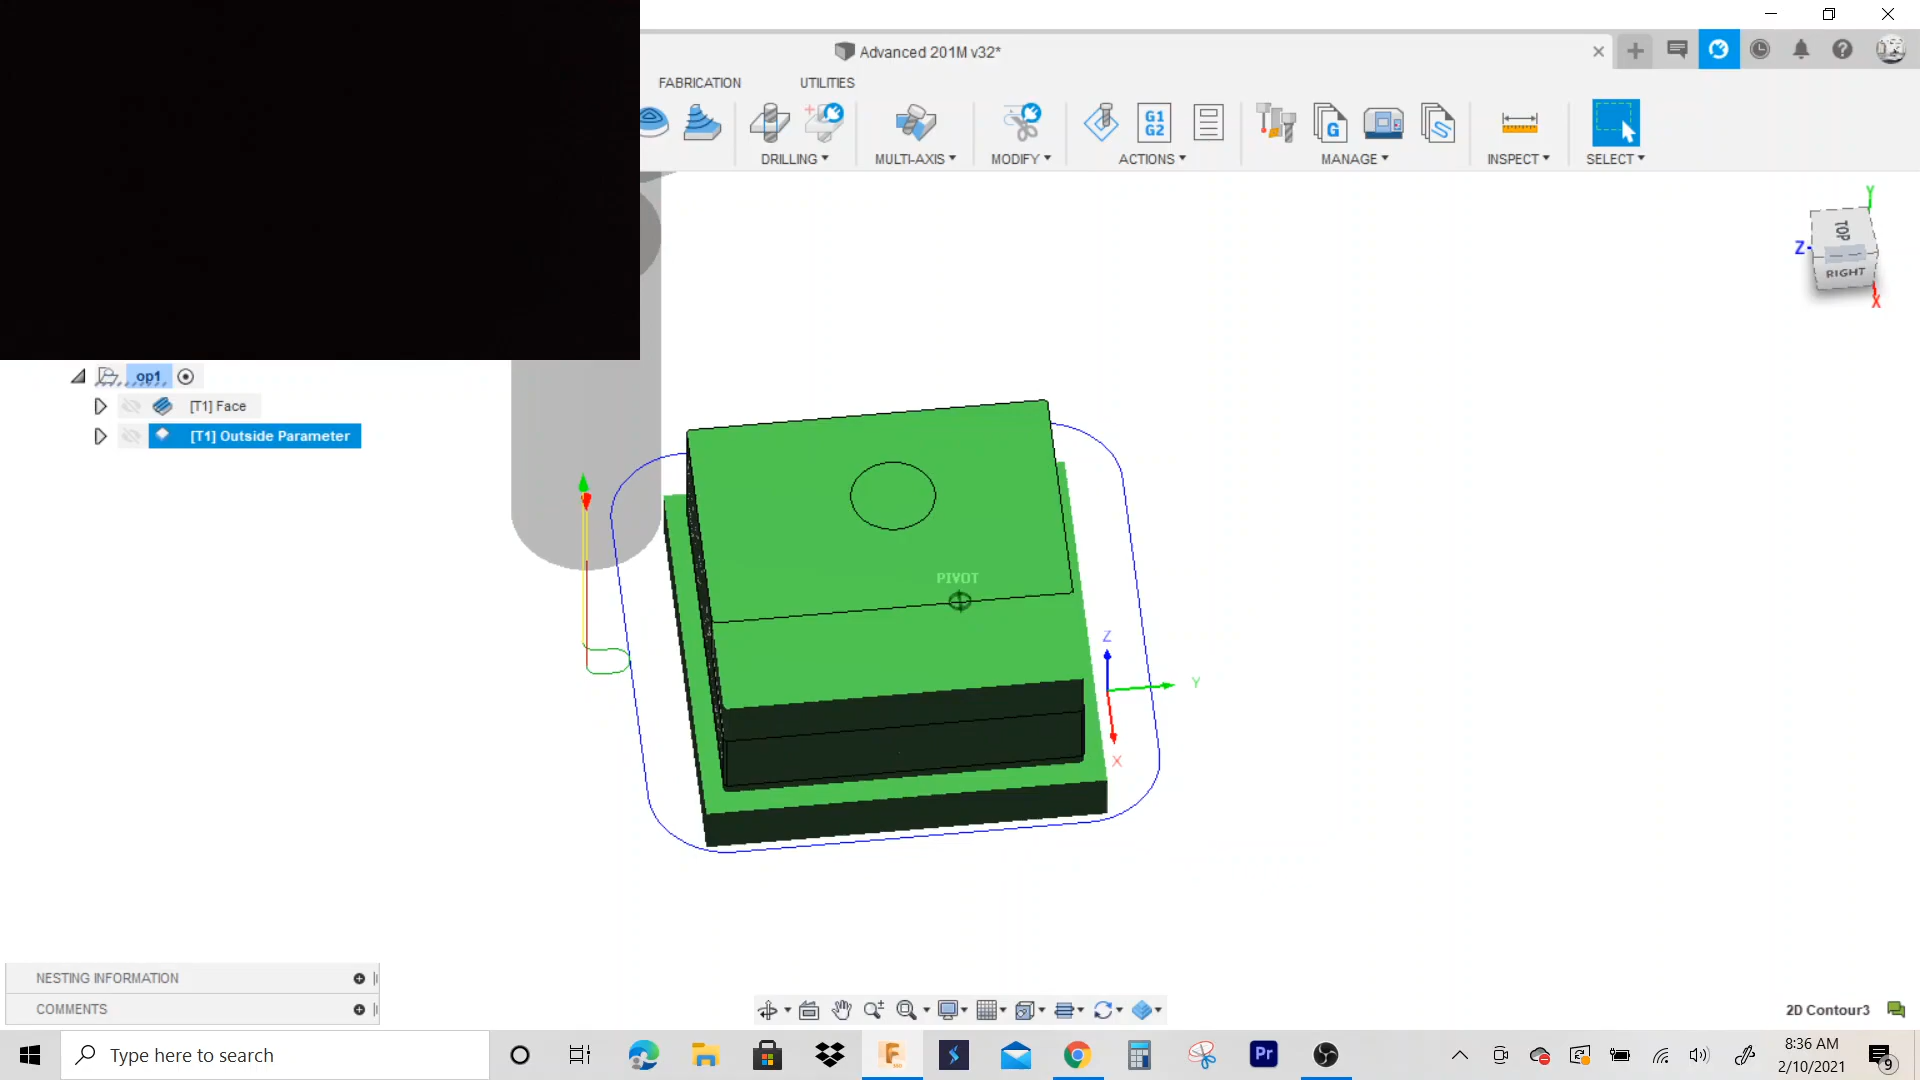 Advanced 201M v32*
FABRICATION
UTILITIES
G1
G2
G
DRILLING
MULTI-AXIS
MODIFY
ACTIONS
MANAGE
INSPECT
SELECT
Y
TOP
Z
RIGHT
X
op1
[T1] Face
[T1] Outside Parameter
PIVOT
Z
Y
X
NESTING INFORMATION
COMMENTS
2D Contour3
Type here to search
Pr
8:36 AM
2/10/2021
9